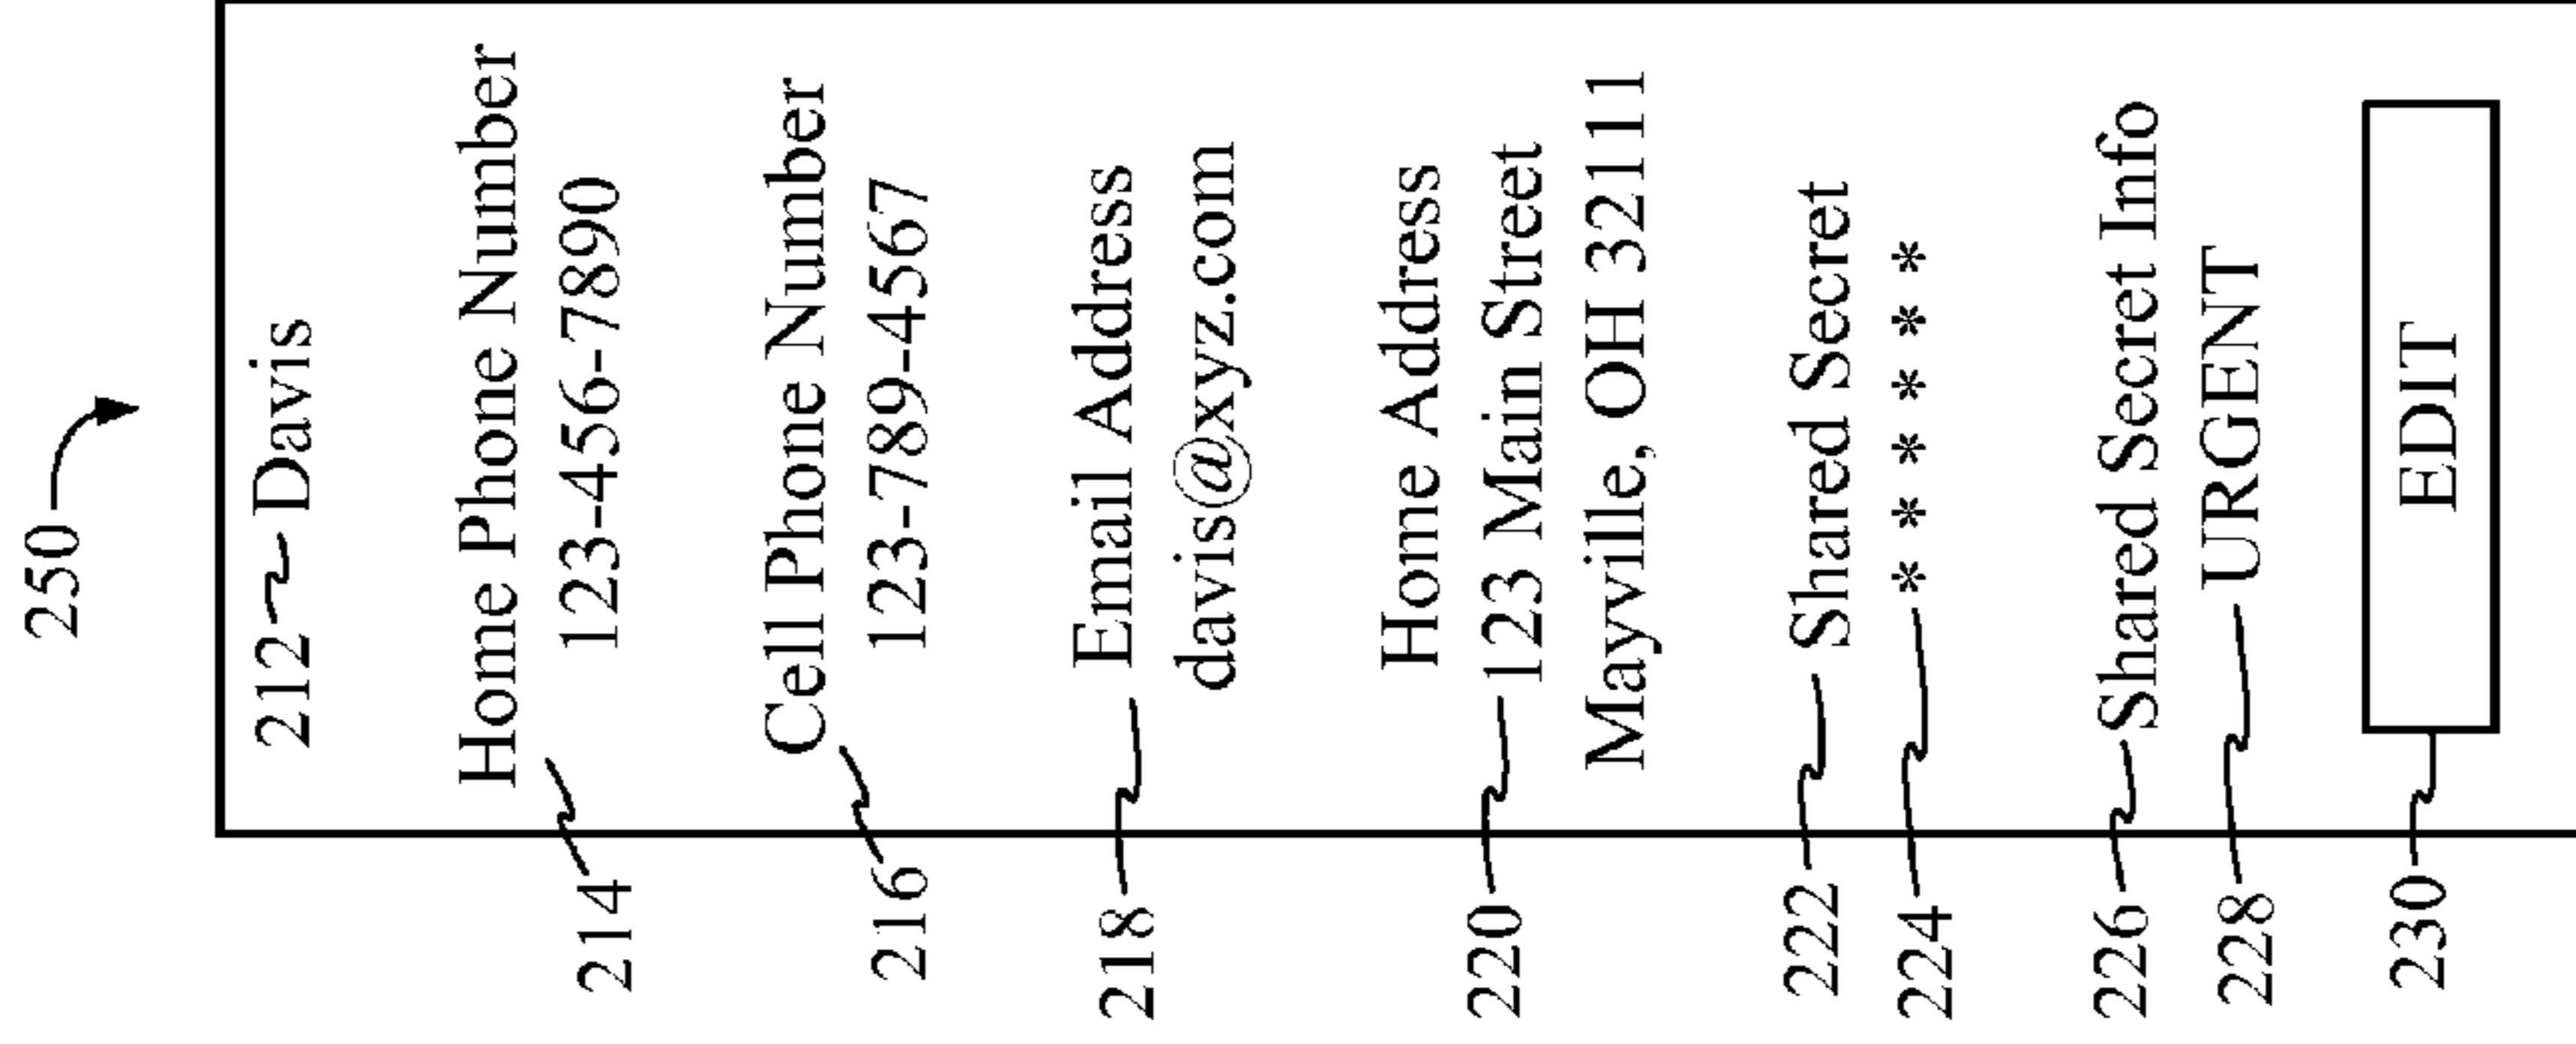 250
212 Davis
Home Phone Number
214 123-456-7890
Cell Phone Number
216 123-789-4567
218 Email Address
davis@xyz.com
Home Address
220 123 Main Street
Mayville, OH 32111
222 Shared Secret
224 * * * * * *
226 Shared Secret Info
228 URGENT
230 EDIT